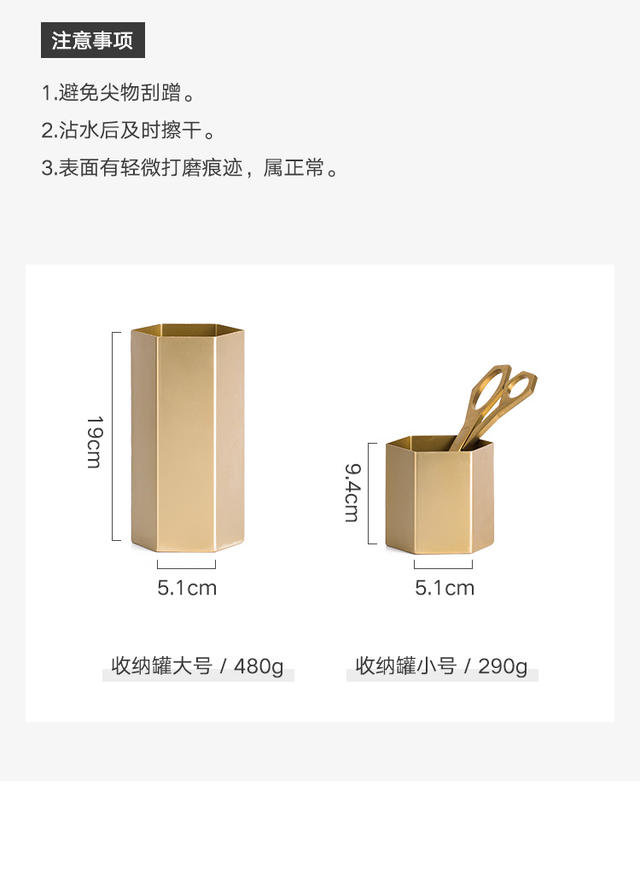 注意事项
1.避免尖物刮蹭。
2.沾水后及时擦干。
3.表面有轻微打磨痕迹，属正常。
19cm
9.4cm
5.1cm
5.1cm
收纳罐大号 / 480g
收纳罐小号 / 290g